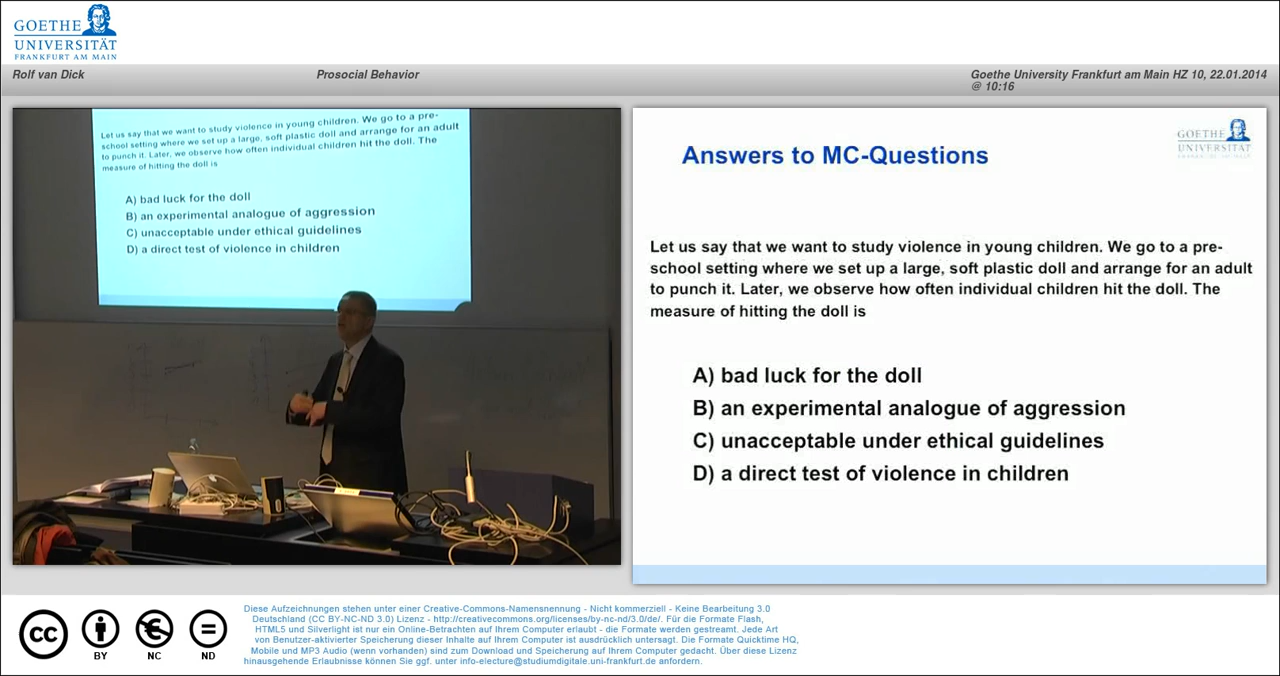 GOETHE
UNIVERSITÄT
FRANKFURT AM MAIN
Rolf van Dick
Prosocial Behavior
Goethe University Frankfurt am Main HZ 10, 22.01.2014
@ 10:16
Let us say that we want to study violence in young children. We go to a pre-
school setting where we set up a large, soft plastic doll and arrange for an adult
to punch it. Later, we observe how often individual children hit the doll. The
measure of hitting the doll is
A) bad luck for the doll
B) an experimental analogue of aggression
C) unacceptable under ethical guidelines
D) a direct test of violence in children
GOETHE
UNIVERSITÄT
Answers to MC-Questions
Let us say that we want to study violence in young children. We go to a pre-
school setting where we set up a large, soft plastic doll and arrange for an adult
to punch it. Later, we observe how often individual children hit the doll. The
measure of hitting the doll is
A) bad luck for the doll
B) an experimental analogue of aggression
C) unacceptable under ethical guidelines
D) a direct test of violence in children
cc
BY
NC
ND
Diese Aufzeichnungen stehen unter einer Creative-Commons-Namensnennung - Nicht kommerziell - Keine Bearbeitung 3.0
Deutschland (CC BY-NC-ND 3.0) Lizenz - http://creativecommons.org/licenses/by-nc-nd/3.0/de/. Für die Formate Flash,
HTML5 und Silverlight ist nur ein Online-Betrachten auf Ihrem Computer erlaubt - die Formate werden gestreamt. Jede Art
von Benutzer-aktivierter Speicherung dieser Inhalte auf Ihrem Computer ist ausdrücklich untersagt. Die Formate Quicktime HQ,
Mobile und MP3 Audio (wenn vorhanden) sind zum Download und Speicherung auf Ihrem Computer gedacht. Über diese Lizenz
hinausgehende Erlaubnisse können Sie ggf. unter info-electure@studiumdigitale.uni-frankfurt.de anfordern.